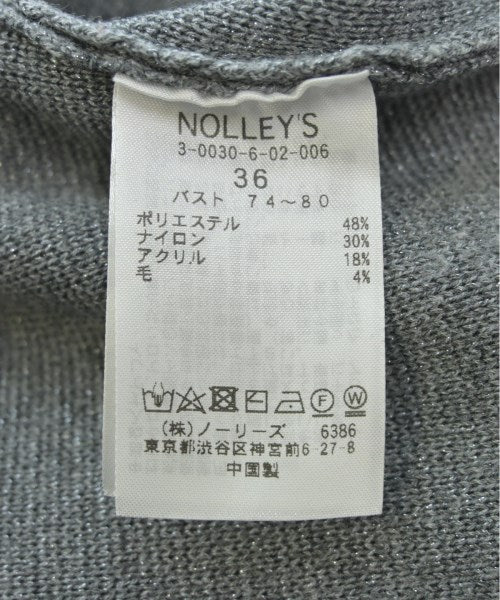 NOLLEY'S
3-0030-6-02-006
36
バスト 74～80
ポリエステル 48%
ナイロン 30%
アクリル 18%
毛 4%
F W
(株)ノーリーズ 6386
東京都渋谷区神宮前6-27-8
中国製